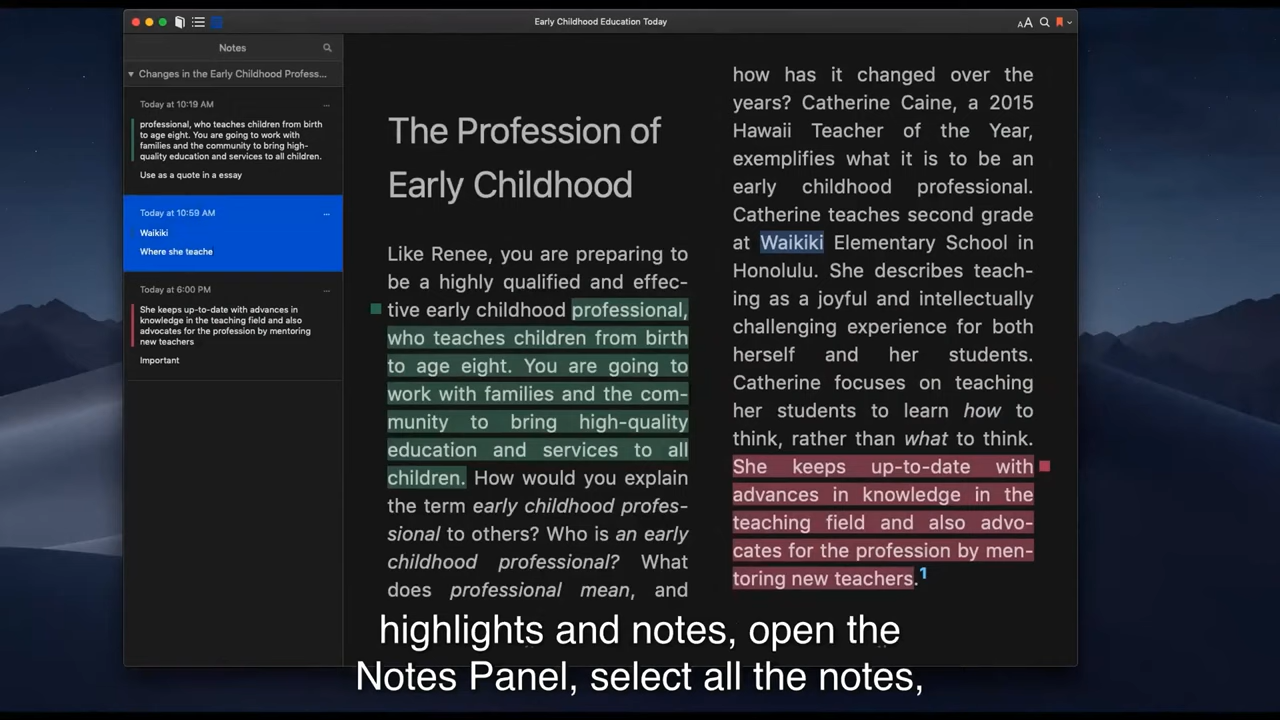 Early Childhood Education Today
AA
Notes
Changes in the Early Childhood Profess...
Today at 10:19 AM
professional, who teaches children from birth
to age eight. You are going to work with
families and the community to bring high-
quality education and services to all children.
Use as a quote in a essay
Today at 10:59 AM
Waikiki
Where she teache
Today at 6:00 PM
She keeps up-to-date with advances in
knowledge in the teaching field and also
advocates for the profession by mentoring
new teachers
Important
The Profession of
Early Childhood
Like Renee, you are preparing to
be a highly qualified and effec-
tive early childhood professional,
who teaches children from birth
to age eight. You are going to
work with families and the com-
munity to bring high-quality
education and services to all
children. How would you explain
the term early childhood profes-
sional to others? Who is an early
childhood professional? What
does professional mean, and
how has it changed over the
years? Catherine Caine, a 2015
Hawaii Teacher of the Year,
exemplifies what it is to be an
early childhood professional.
Catherine teaches second grade
at Waikiki Elementary School in
Honolulu. She describes teach-
ing as a joyful and intellectually
challenging experience for both
herself and her students.
Catherine focuses on teaching
her students to learn how to
think, rather than what to think.
She keeps up-to-date with
advances in knowledge in the
teaching field and also advo-
cates for the profession by men-
toring new teachers.1
highlights and notes, open the
Notes Panel, select all the notes,